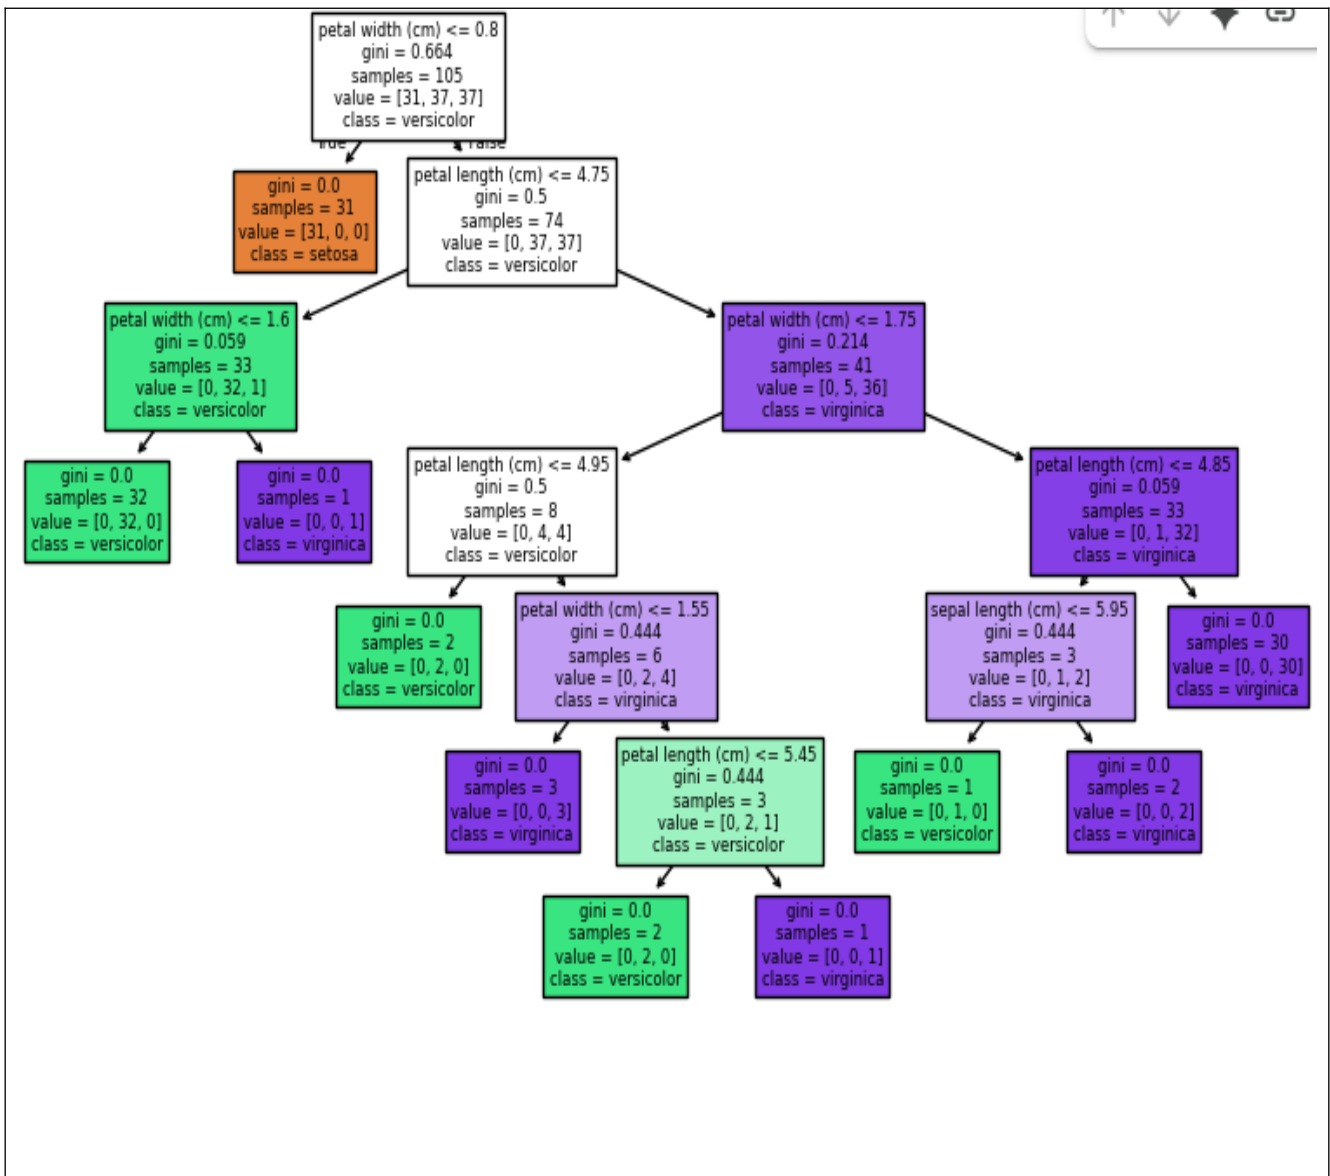 petal width (cm) <= 0.8
gini = 0.664
samples = 105
value = [31, 37, 37]
class = versicolor
True
False
gini = 0.0
samples = 31
value = [31, 0, 0]
class = setosa
petal length (cm) <= 4.75
gini = 0.5
samples = 74
value = [0, 37, 37]
class = versicolor
petal width (cm) <= 1.6
gini = 0.059
samples = 33
value = [0, 32, 1]
class = versicolor
petal width (cm) <= 1.75
gini = 0.214
samples = 41
value = [0, 5, 36]
class = virginica
gini = 0.0
samples = 32
value = [0, 32, 0]
class = versicolor
gini = 0.0
samples = 1
value = [0, 0, 1]
class = virginica
petal length (cm) <= 4.95
gini = 0.5
samples = 8
value = [0, 4, 4]
class = versicolor
petal length (cm) <= 4.85
gini = 0.059
samples = 33
value = [0, 1, 32]
class = virginica
gini = 0.0
samples = 2
value = [0, 2, 0]
class = versicolor
petal width (cm) <= 1.55
gini = 0.444
samples = 6
value = [0, 2, 4]
class = virginica
sepal length (cm) <= 5.95
gini = 0.444
samples = 3
value = [0, 1, 2]
class = virginica
gini = 0.0
samples = 30
value = [0, 0, 30]
class = virginica
gini = 0.0
samples = 3
value = [0, 0, 3]
class = virginica
petal length (cm) <= 5.45
gini = 0.444
samples = 3
value = [0, 2, 1]
class = versicolor
gini = 0.0
samples = 1
value = [0, 1, 0]
class = versicolor
gini = 0.0
samples = 2
value = [0, 0, 2]
class = virginica
gini = 0.0
samples = 2
value = [0, 2, 0]
class = versicolor
gini = 0.0
samples = 1
value = [0, 0, 1]
class = virginica